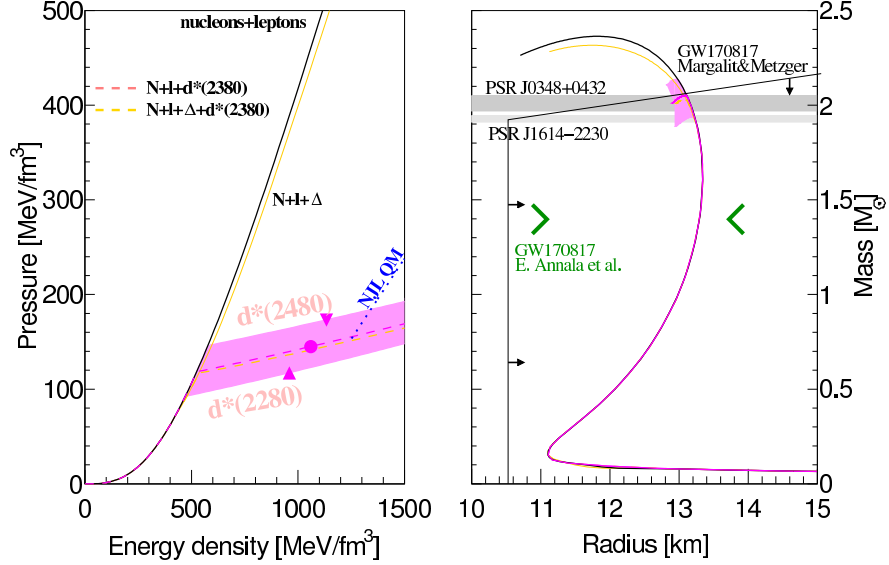 500
400
300
200
100
0
0
500
1000
1500
Pressure [MeV/fm³]
Energy density [MeV/fm³]
nucleons+leptons
N+l+d*(2380)
N+l+Δ+d*(2380)
N+l+Δ
NJL QM
d*(2480)
d*(2280)
GW170817
Margalit&Metzger
PSR J0348+0432
PSR J1614−2230
GW170817
E. Annala et al.
2.5
2
1.5
1
0.5
0
10
11
12
13
14
15
Mass [M⊙]
Radius [km]